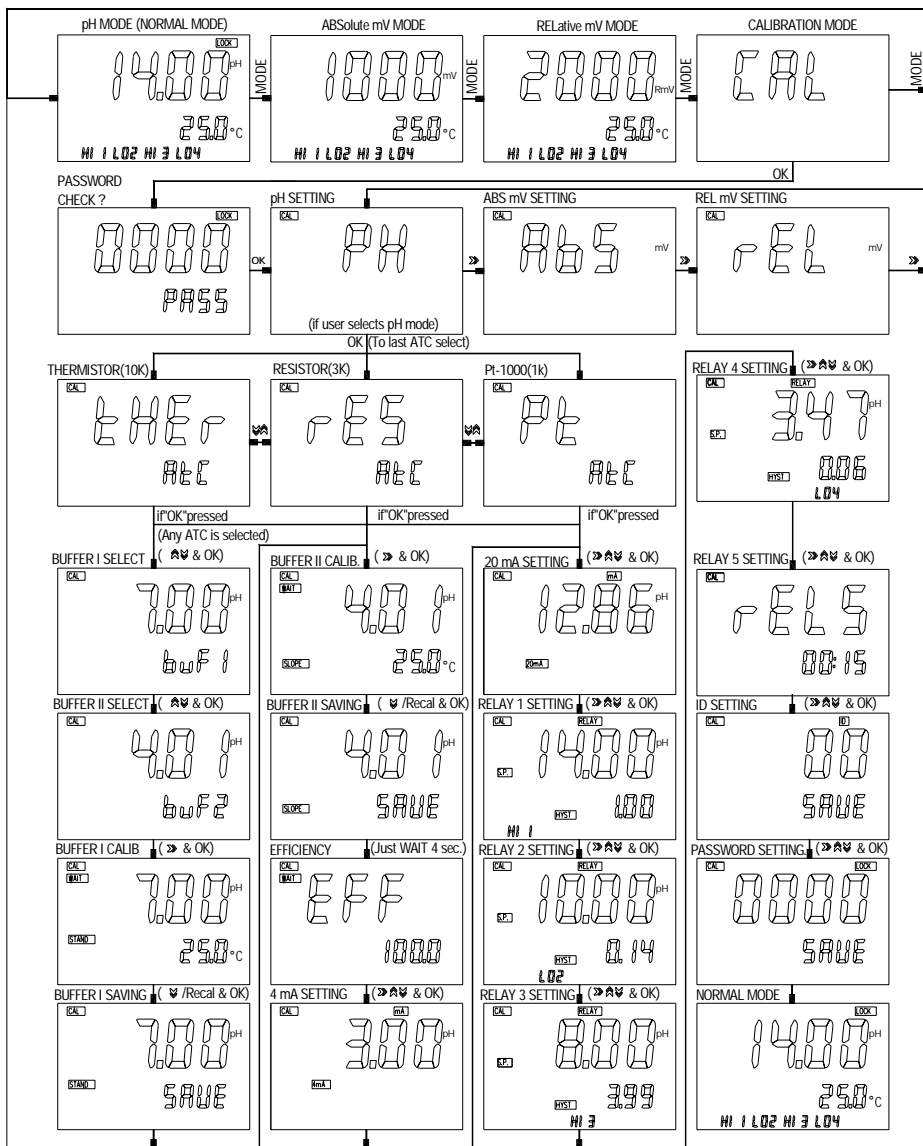 pH MODE (NORMAL MODE)
LOCK
14.00 pH
25.0 °C
HI 1 LO2 HI 3 LO4
MODE
ABSolute mV MODE
1000 mV
25.0 °C
HI 1 LO2 HI 3 LO4
MODE
RELative mV MODE
2000 RmV
25.0 °C
HI 1 LO2 HI 3 LO4
MODE
CALIBRATION MODE
CAL
MODE
OK
PASSWORD
CHECK ?
LOCK
0000
PASS
OK
pH SETTING
CAL
PH
(if user selects pH mode)
OK (To last ATC select)
ABS mV SETTING
CAL
AbS mV
REL mV SETTING
CAL
rEL mV
THERMISTOR(10K)
CAL
tHEr
AtC
if"OK"pressed
(Any ATC is selected)
RESISTOR(3K)
CAL
rES
AtC
if"OK"pressed
Pt-1000(1k)
CAL
Pt
AtC
if"OK"pressed
BUFFER I SELECT ( & OK)
CAL
7.00 pH
buF1
BUFFER II SELECT ( & OK)
CAL
4.01 pH
buF2
BUFFER I CALIB ( & OK)
CAL
WAIT
7.00 pH
STAND
25.0 °C
BUFFER I SAVING ( /Recal & OK)
CAL
7.00 pH
STAND
SAVE
BUFFER II CALIB. ( & OK)
CAL
WAIT
4.01 pH
SLOPE
25.0 °C
BUFFER II SAVING ( /Recal & OK)
CAL
4.01 pH
SLOPE
SAVE
EFFICIENCY (Just WAIT 4 sec.)
CAL
WAIT
EFF
100.0
4 mA SETTING ( & OK)
CAL mA
3.00 pH
4mA
20 mA SETTING ( & OK)
CAL mA
12.86 pH
20mA
RELAY 1 SETTING ( & OK)
CAL RELAY
S.P. 14.00 pH
HYST 1.00
HI 1
RELAY 2 SETTING ( & OK)
CAL RELAY
S.P. 10.00 pH
HYST 0.14
LO2
RELAY 3 SETTING ( & OK)
CAL RELAY
S.P. 8.00 pH
HYST 3.99
HI 3
RELAY 4 SETTING ( & OK)
CAL RELAY
S.P. 3.47 pH
HYST 0.06
LO4
RELAY 5 SETTING ( & OK)
CAL
rEL5
00:15
ID SETTING ( & OK)
CAL ID
00
SAVE
PASSWORD SETTING ( & OK)
CAL LOCK
0000
SAVE
NORMAL MODE
LOCK
14.00 pH
25.0 °C
HI 1 LO2 HI 3 LO4